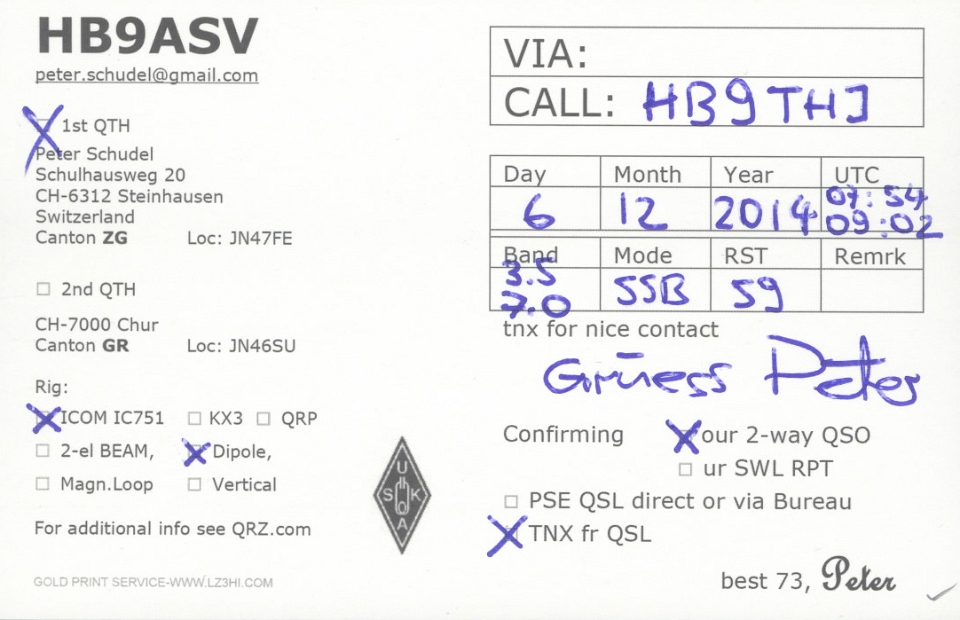 HB9ASV
peter.schudel@gmail.com
1st QTH
Peter Schudel
Schulhausweg 20
CH-6312 Steinhausen
Switzerland
Canton ZG Loc: JN47FE
2nd QTH
CH-7000 Chur
Canton GR Loc: JN46SU
Rig:
ICOM IC751 KX3 QRP
2-el BEAM, Dipole,
Magn.Loop Vertical
For additional info see QRZ.com
GOLD PRINT SERVICE-WWW.LZ3HI.COM
USKA
VIA:
CALL: HB9THJ
Day Month Year UTC
6 12 2014 07:54
09:02
Band Mode RST Remrk
3.5
7.0 SSB 59
tnx for nice contact
Grüess Peter
Confirming our 2-way QSO
ur SWL RPT
PSE QSL direct or via Bureau
TNX fr QSL
best 73, Peter